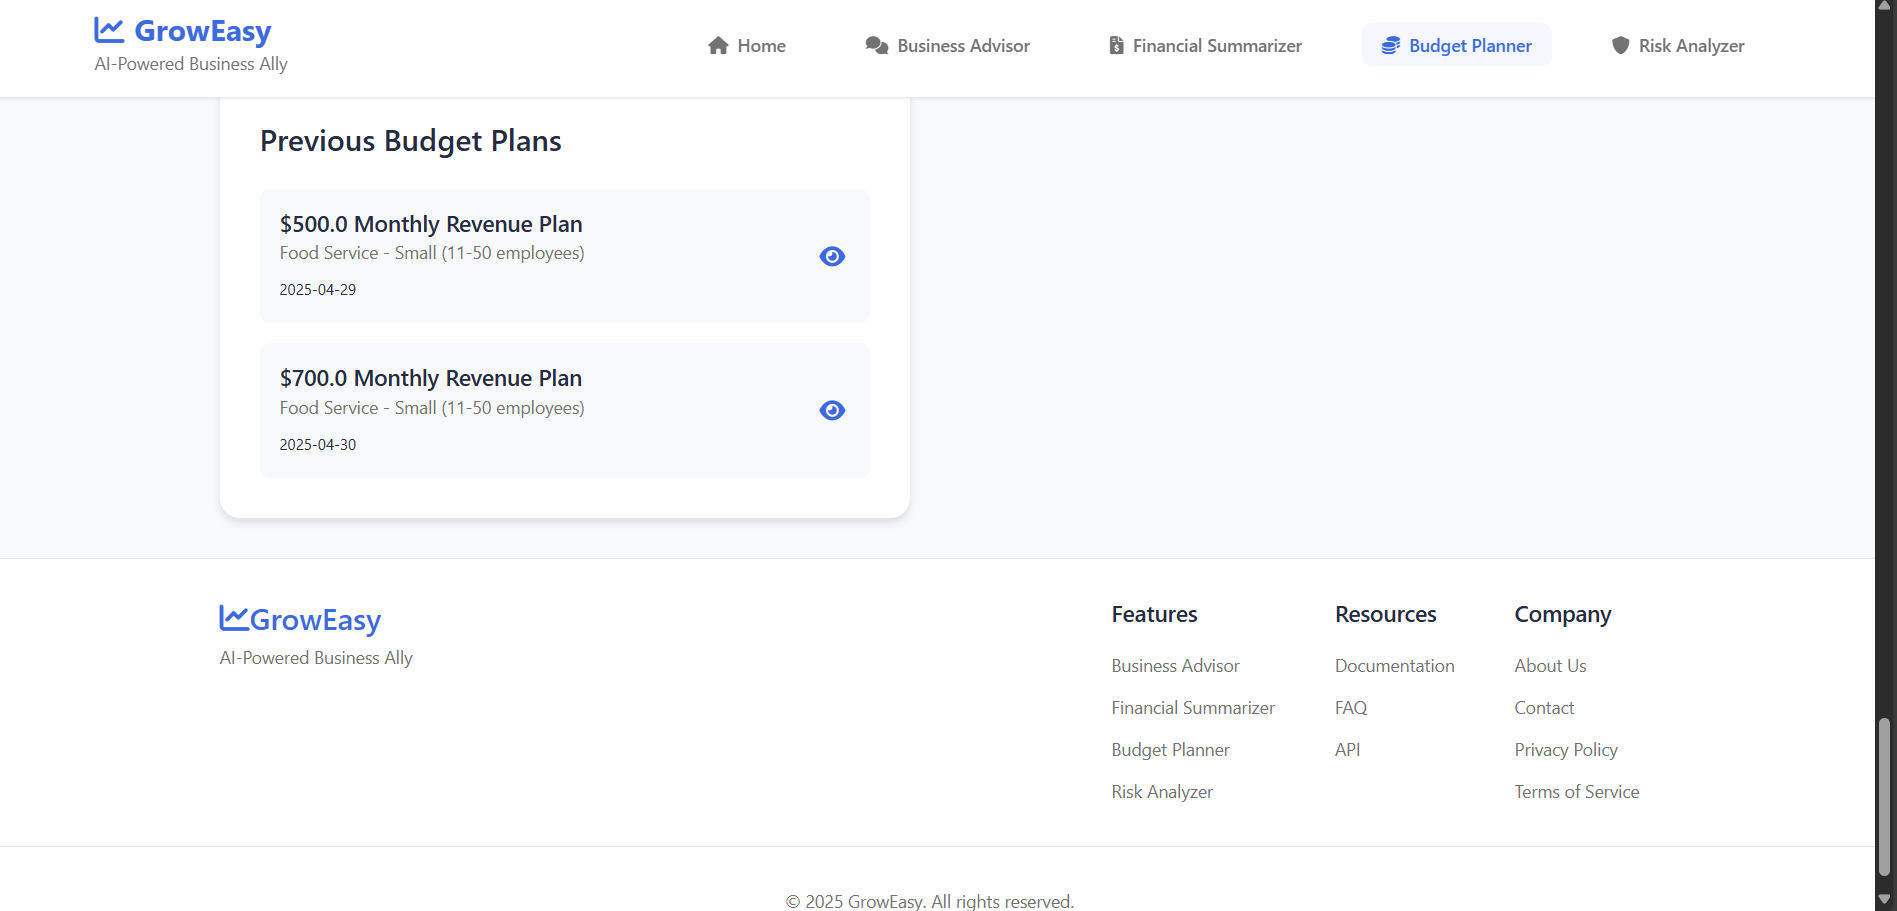 GrowEasy
AI-Powered Business Ally
Home
Business Advisor
Financial Summarizer
Budget Planner
Risk Analyzer
Previous Budget Plans
$500.0 Monthly Revenue Plan
Food Service - Small (11-50 employees)
2025-04-29
$700.0 Monthly Revenue Plan
Food Service - Small (11-50 employees)
2025-04-30
GrowEasy
AI-Powered Business Ally
Features
Business Advisor
Financial Summarizer
Budget Planner
Risk Analyzer
Resources
Documentation
FAQ
API
Company
About Us
Contact
Privacy Policy
Terms of Service
© 2025 GrowEasy. All rights reserved.